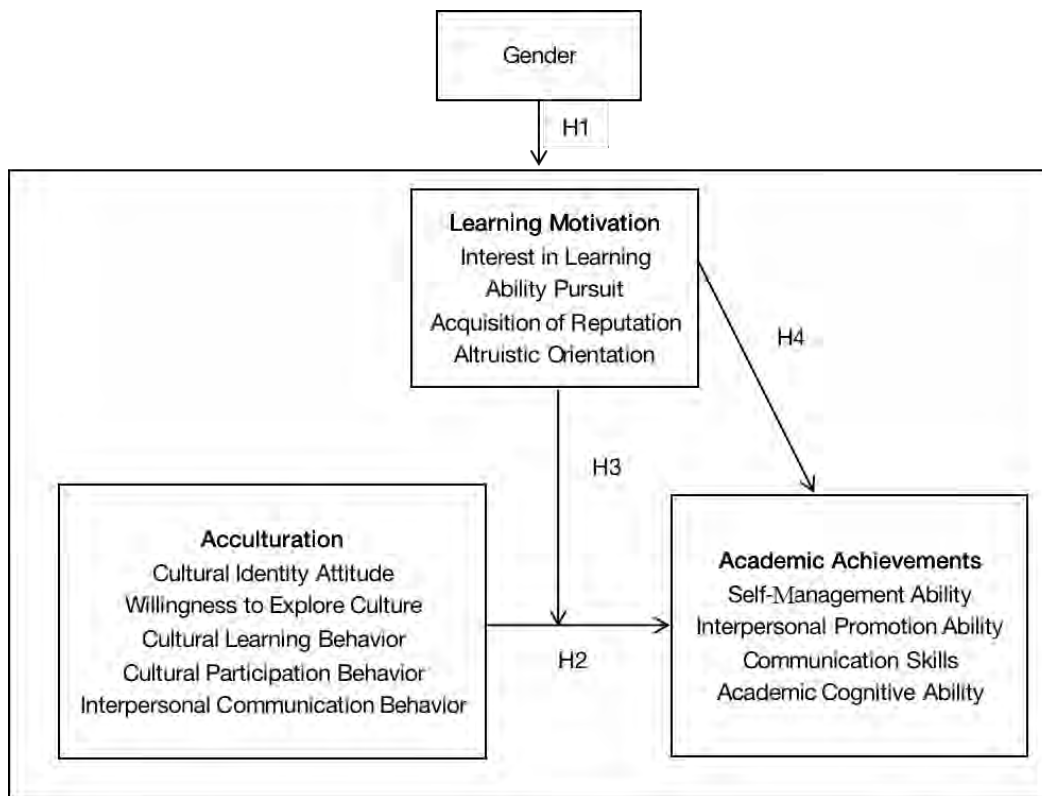 Gender
H1
Learning Motivation
Interest in Learning
Ability Pursuit
Acquisition of Reputation
Altruistic Orientation
H4
H3
Acculturation
Cultural Identity Attitude
Willingness to Explore Culture
Cultural Learning Behavior
Cultural Participation Behavior
Interpersonal Communication Behavior
H2
Academic Achievements
Self-Management Ability
Interpersonal Promotion Ability
Communication Skills
Academic Cognitive Ability